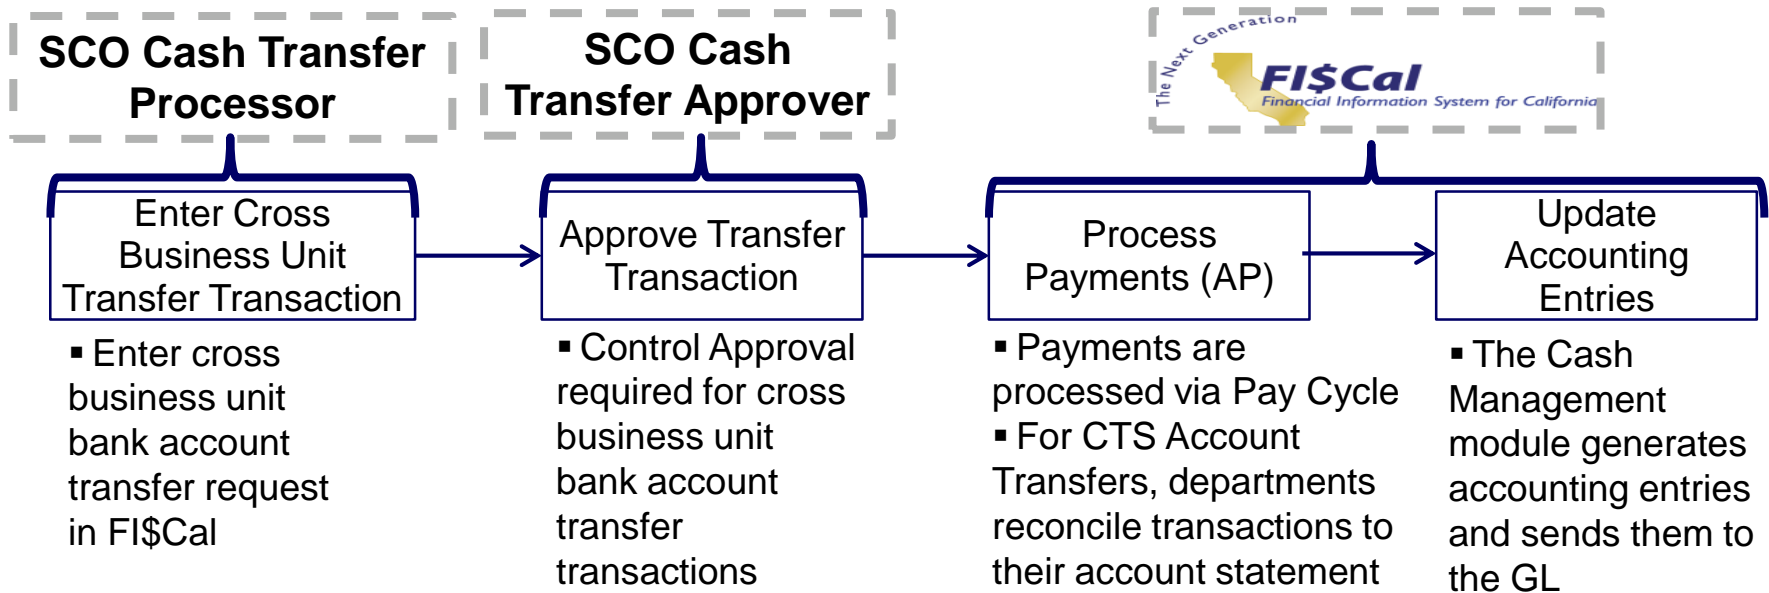 SCO Cash Transfer
Processor
SCO Cash
Transfer Approver
The Next Generation
FI$Cal
Financial Information System for California
Enter Cross
Business Unit
Transfer Transaction
Approve Transfer
Transaction
Process
Payments (AP)
Update
Accounting
Entries
▪ Enter cross
business unit
bank account
transfer request
in FI$Cal
▪ Control Approval
required for cross
business unit
bank account
transfer
transactions
▪ Payments are
processed via Pay Cycle
▪ For CTS Account
Transfers, departments
reconcile transactions to
their account statement
▪ The Cash
Management
module generates
accounting entries
and sends them to
the GL